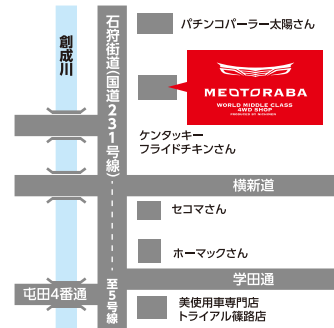 パチンコパーラー太陽さん
創成川
石狩街道(国道231号線)
至5号線
MEOTORABA
WORLD MIDDLE CLASS
4WD SHOP
PRODUCED BY NICHINEN
ケンタッキー
フライドチキンさん
横新道
セコマさん
ホーマックさん
学田通
屯田4番通
美使用車専門店
トライアル篠路店